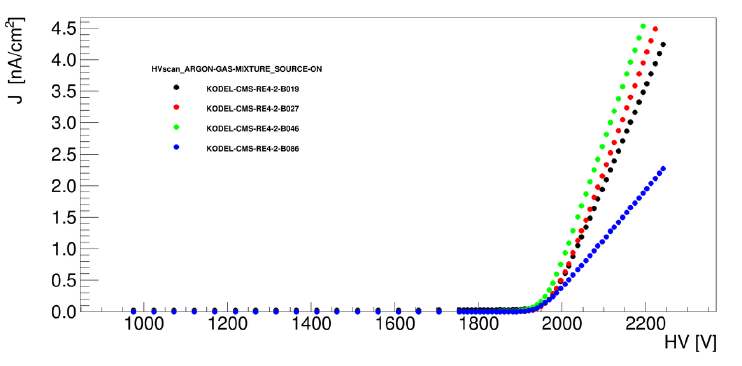 J [nA/cm²]
4.5
4.0
3.5
3.0
2.5
2.0
1.5
1.0
0.5
0.0
HVscan_ARGON-GAS-MIXTURE_SOURCE-ON
KODEL-CMS-RE4-2-B019
KODEL-CMS-RE4-2-B027
KODEL-CMS-RE4-2-B046
KODEL-CMS-RE4-2-B086
1000 1200 1400 1600 1800 2000 2200
HV [V]